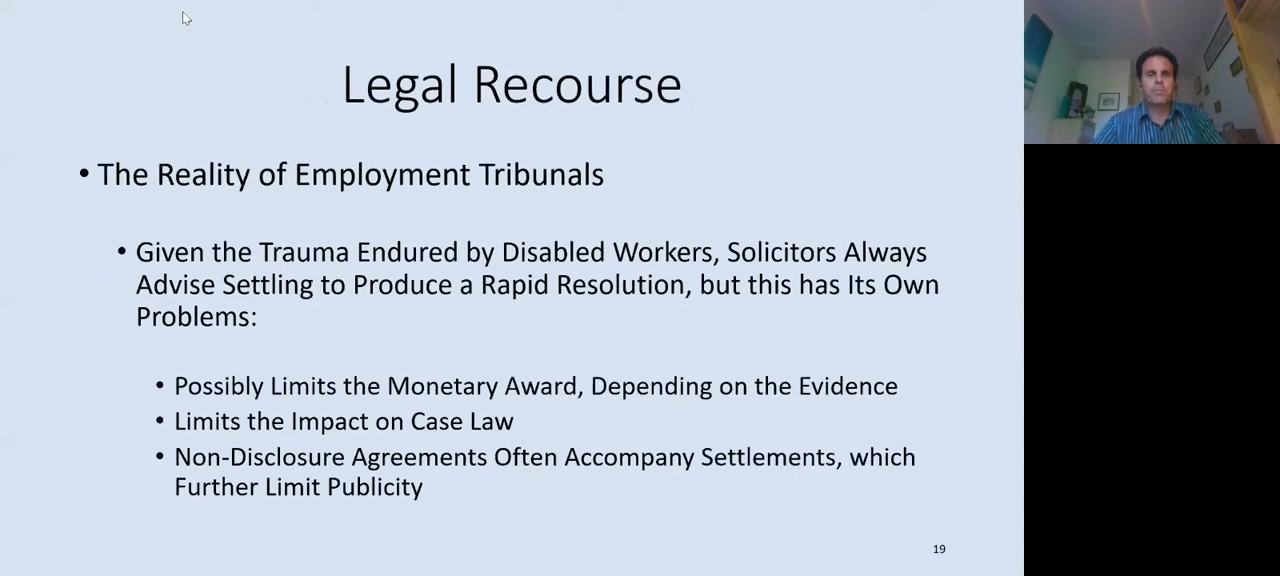 Legal Recourse
• The Reality of Employment Tribunals
• Given the Trauma Endured by Disabled Workers, Solicitors Always
Advise Settling to Produce a Rapid Resolution, but this has Its Own
Problems:
• Possibly Limits the Monetary Award, Depending on the Evidence
• Limits the Impact on Case Law
• Non-Disclosure Agreements Often Accompany Settlements, which
Further Limit Publicity
19